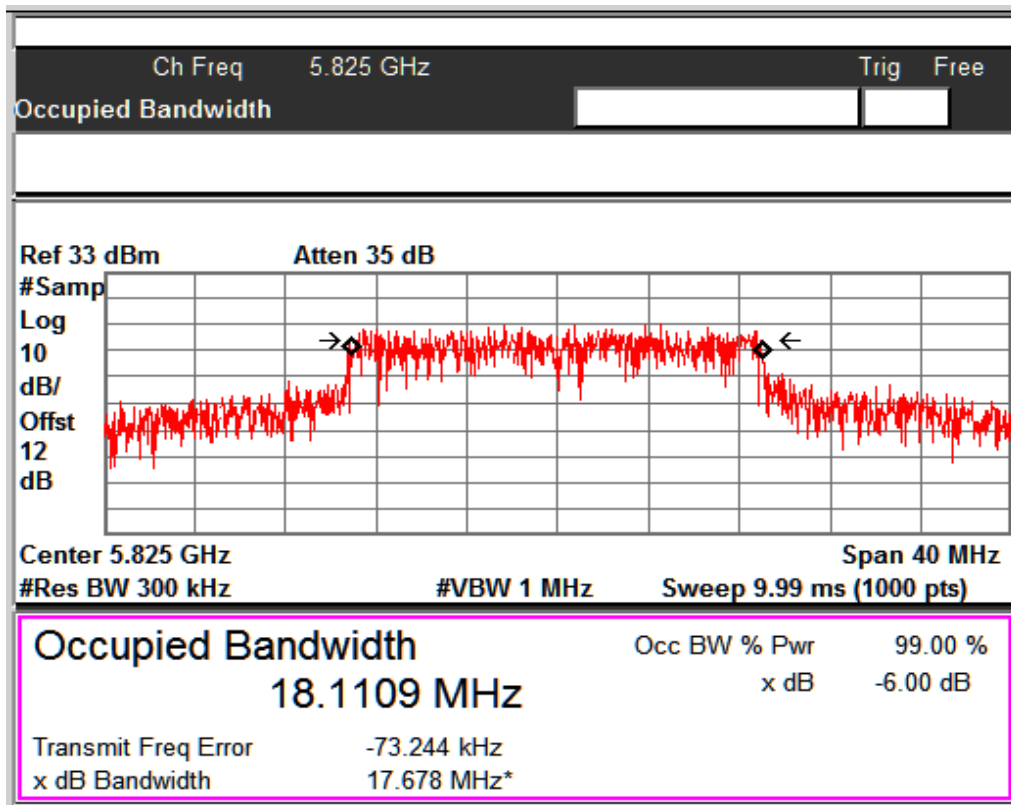 Ch Freq 5.825 GHz Trig Free
Occupied Bandwidth
Ref 33 dBm Atten 35 dB
#Samp
Log
10
dB/
Offst
12
dB
Center 5.825 GHz Span 40 MHz
#Res BW 300 kHz #VBW 1 MHz Sweep 9.99 ms (1000 pts)
Occupied Bandwidth Occ BW % Pwr 99.00 %
18.1109 MHz x dB -6.00 dB
Transmit Freq Error -73.244 kHz
x dB Bandwidth 17.678 MHz*